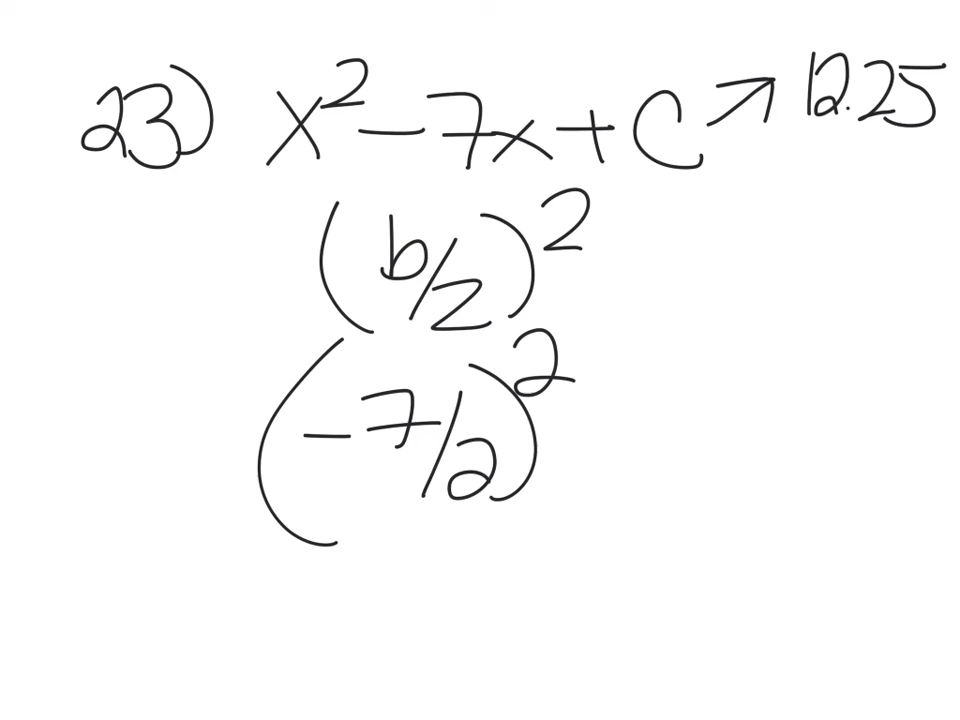 23) x² - 7x + C ↗ 12.25
(b/2)²
(-7/2)²